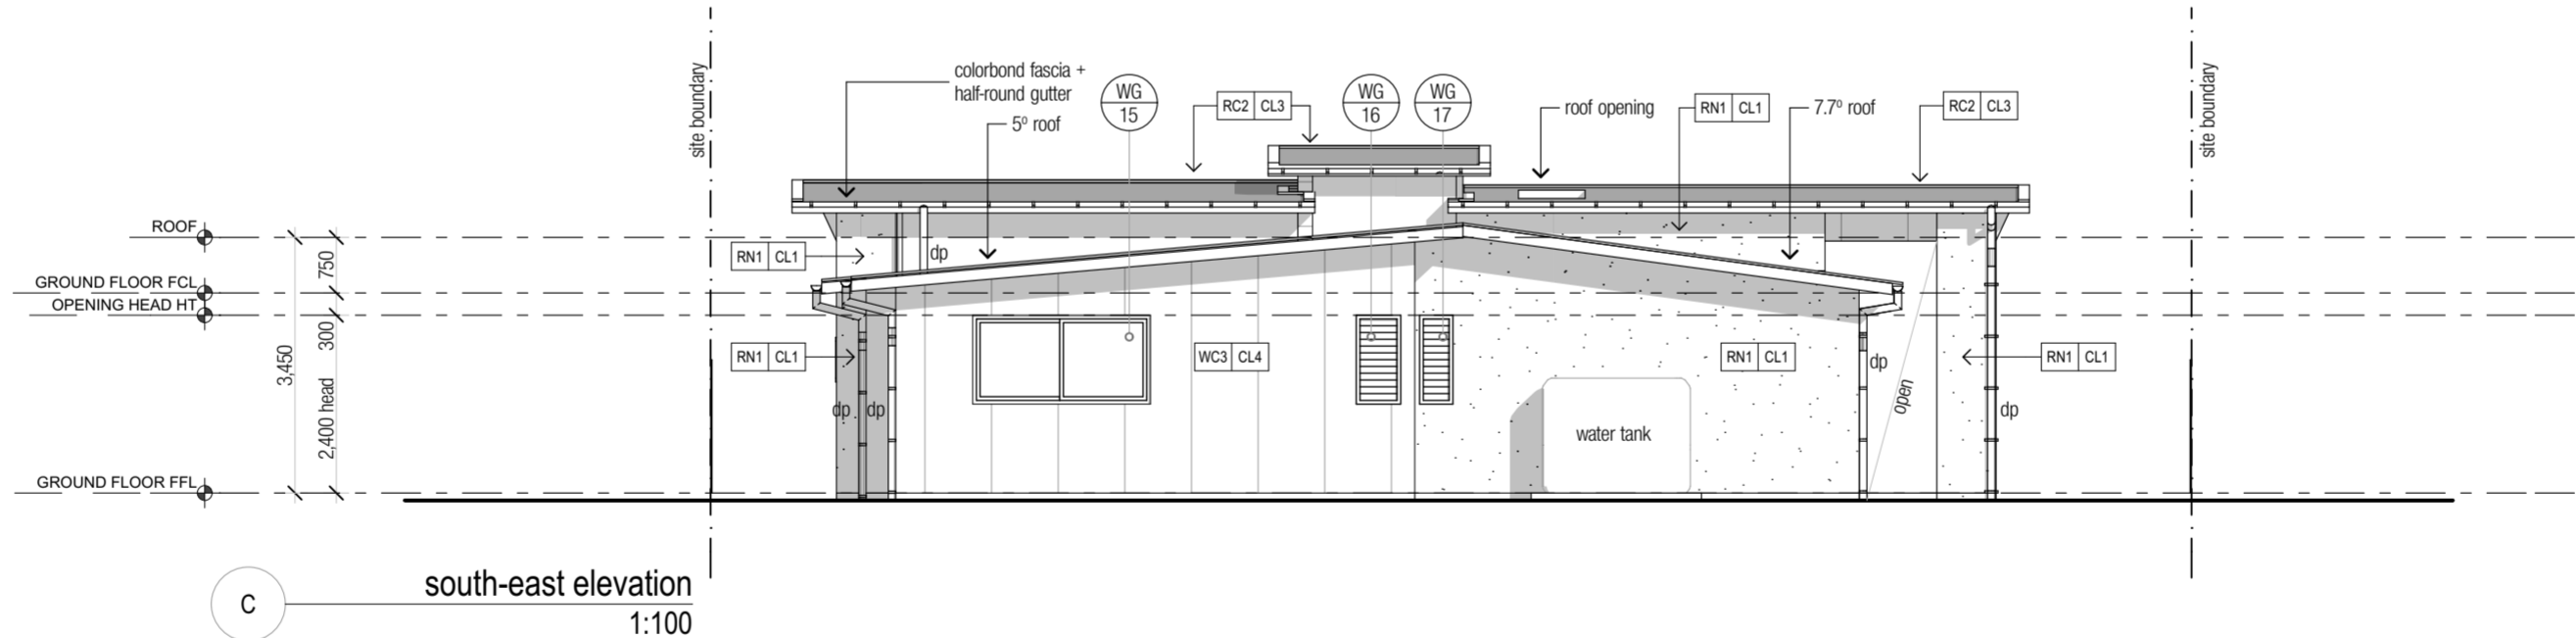 site boundary
colorbond fascia +
half-round gutter
5º roof
WG
15
RC2 CL3
WG
16
WG
17
roof opening
RN1 CL1
7.7º roof
RC2 CL3
site boundary
ROOF
750
RN1 CL1
dp
GROUND FLOOR FCL
OPENING HEAD HT
300
3,450
2,400 head
RN1 CL1
WC3 CL4
RN1 CL1
dp
RN1 CL1
dp
dp
open
dp
water tank
GROUND FLOOR FFL
C
south-east elevation
1:100